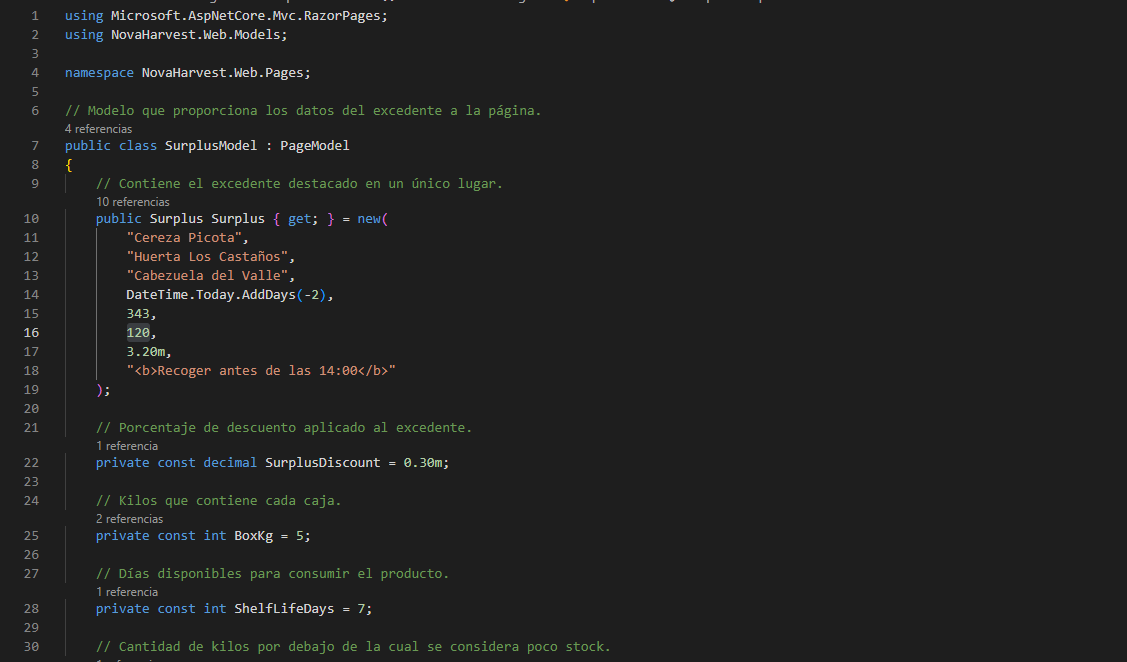 1 using Microsoft.AspNetCore.Mvc.RazorPages;
2 using NovaHarvest.Web.Models;
3
4 namespace NovaHarvest.Web.Pages;
5
6 // Modelo que proporciona los datos del excedente a la página.
4 referencias
7 public class SurplusModel : PageModel
8 {
9 // Contiene el excedente destacado en un único lugar.
10 referencias
10 public Surplus Surplus { get; } = new(
11 "Cereza Picota",
12 "Huerta Los Castaños",
13 "Cabezuela del Valle",
14 DateTime.Today.AddDays(-2),
15 343,
16 120,
17 3.20m,
18 "<b>Recoger antes de las 14:00</b>"
19 );
20
21 // Porcentaje de descuento aplicado al excedente.
1 referencia
22 private const decimal SurplusDiscount = 0.30m;
23
24 // Kilos que contiene cada caja.
2 referencias
25 private const int BoxKg = 5;
26
27 // Días disponibles para consumir el producto.
1 referencia
28 private const int ShelfLifeDays = 7;
29
30 // Cantidad de kilos por debajo de la cual se considera poco stock.